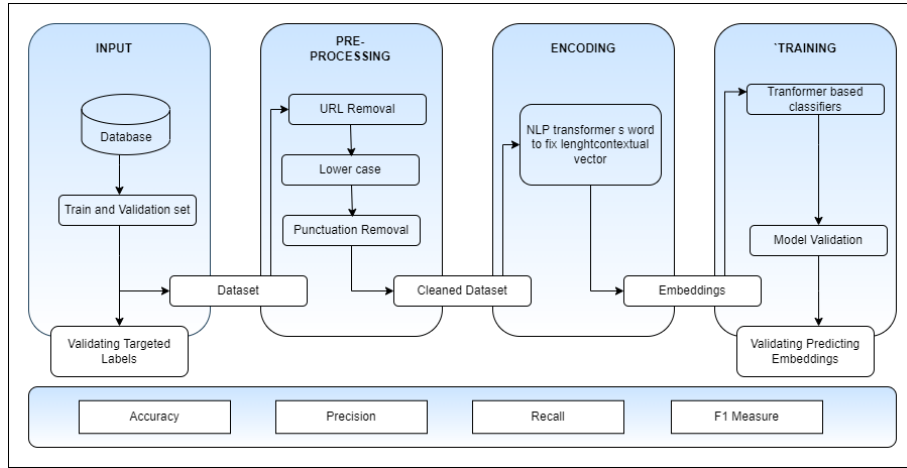 INPUT
Database
Train and Validation set
Dataset
Validating Targeted
Labels
PRE-
PROCESSING
URL Removal
Lower case
Punctuation Removal
Cleaned Dataset
ENCODING
NLP transformer s word
to fix lenghtcontextual
vector
Embeddings
`TRAINING
Tranformer based
classifiers
Model Validation
Validating Predicting
Embeddings
Accuracy
Precision
Recall
F1 Measure